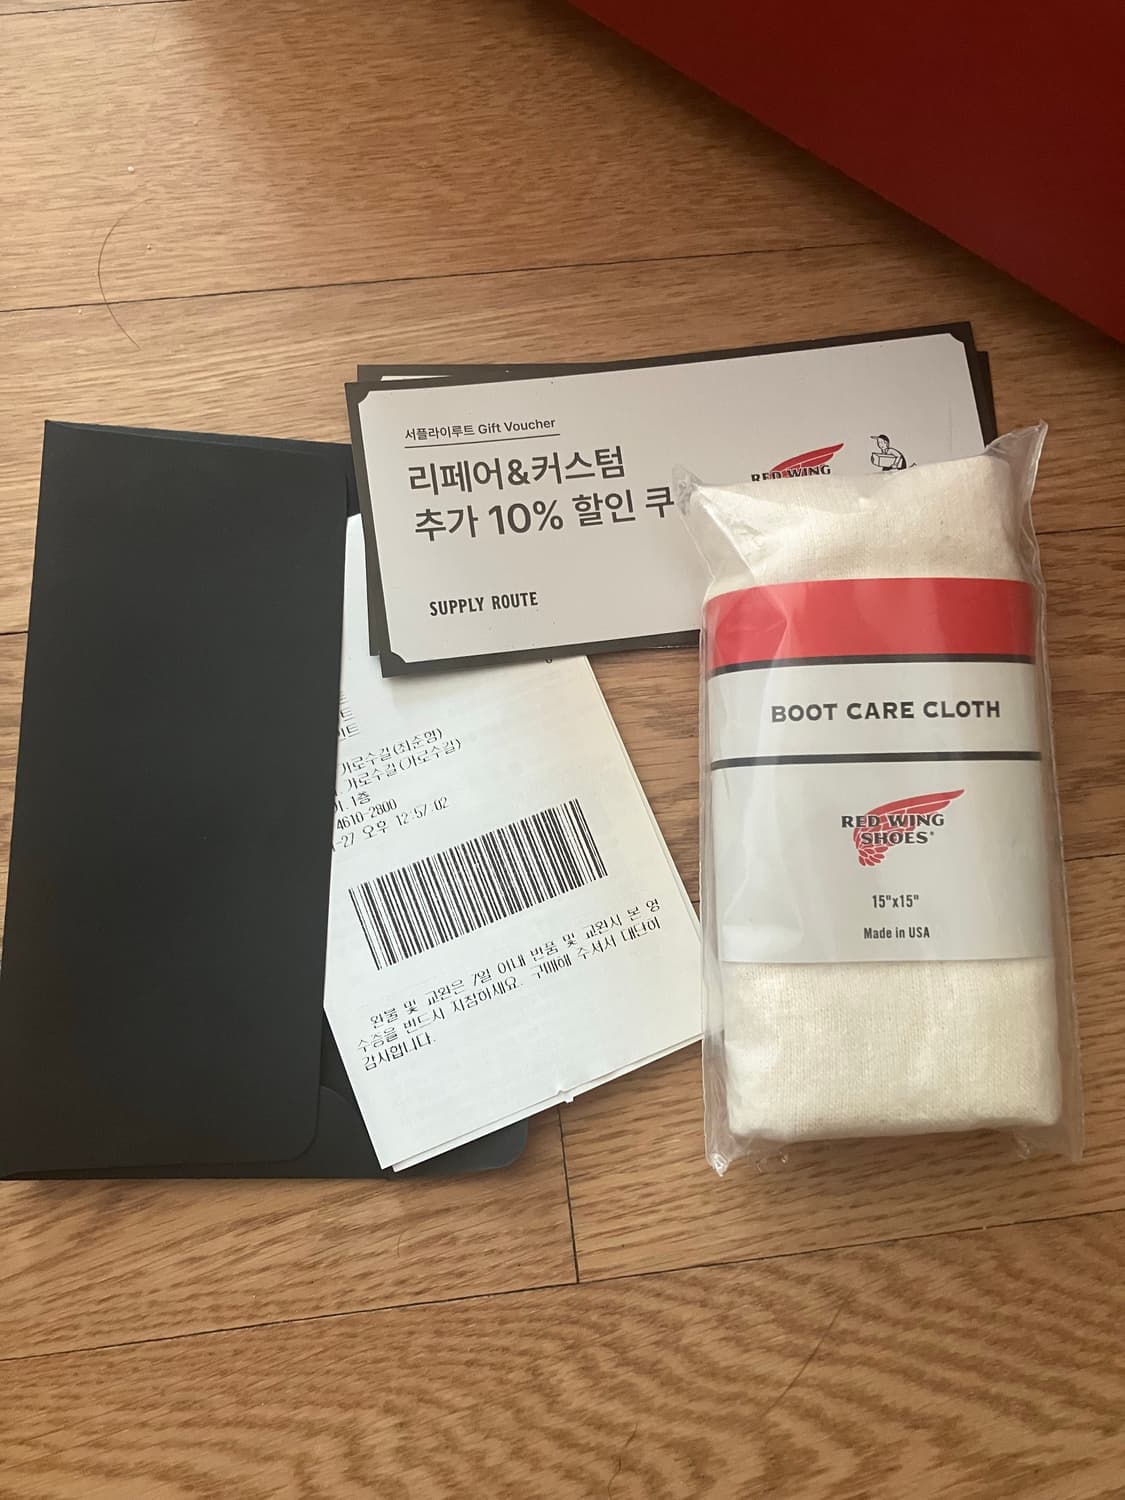 서플라이루트 Gift Voucher
리페어&커스텀
추가 10% 할인 쿠
SUPPLY ROUTE
RED WING
BOOT CARE CLOTH
RED WING
SHOES®
15"x15"
Made in USA
가로수길(최순영)
가로수길(가로수길)
1층
4610-2800
-27 오후 12:57:02
환불 및 교환은 7일 이내 반품 및 교환시 본 영
수증을 반드시 지참하세요. 구매해 주셔서 대단히
감사합니다.